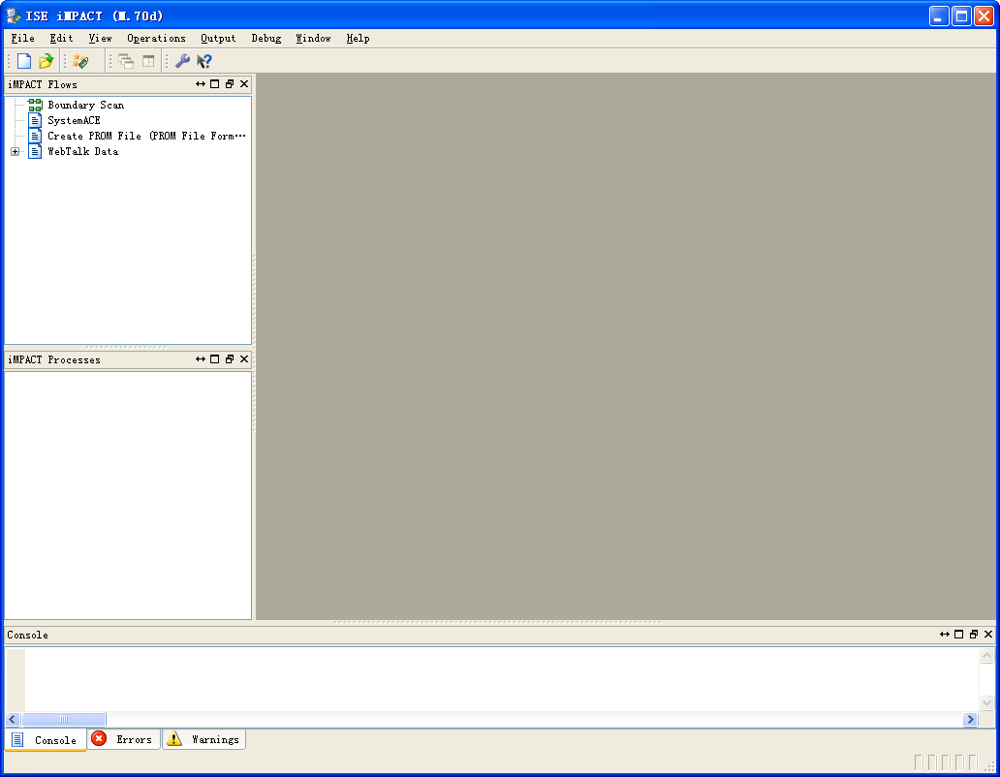 ISE iMPACT (M.70d)
File Edit View Operations Output Debug Window Help
iMPACT Flows
Boundary Scan
SystemACE
Create PROM File (PROM File Form...
WebTalk Data
iMPACT Processes
Console
Console Errors Warnings